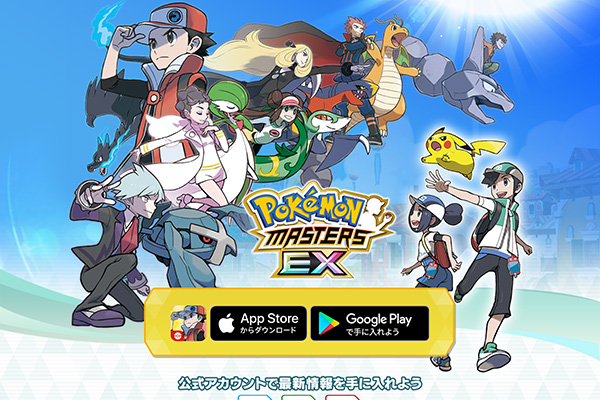 POKÉMON
MASTERS
EX
App Store
からダウンロード
Google Play
で手に入れよう
公式アカウントで最新情報を手に入れよう